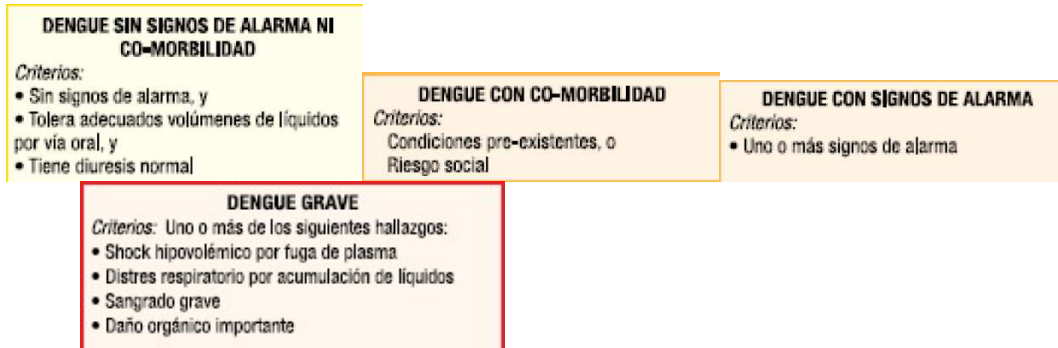 DENGUE SIN SIGNOS DE ALARMA NI
CO-MORBILIDAD
Criterios:
• Sin signos de alarma, y
• Tolera adecuados volúmenes de líquidos
por vía oral, y
• Tiene diuresis normal
DENGUE CON CO-MORBILIDAD
Criterios:
Condiciones pre-existentes, o
Riesgo social
DENGUE CON SIGNOS DE ALARMA
Criterios:
• Uno o más signos de alarma
DENGUE GRAVE
Criterios: Uno o más de los siguientes hallazgos:
• Shock hipovolémico por fuga de plasma
• Distres respiratorio por acumulación de líquidos
• Sangrado grave
• Daño orgánico importante